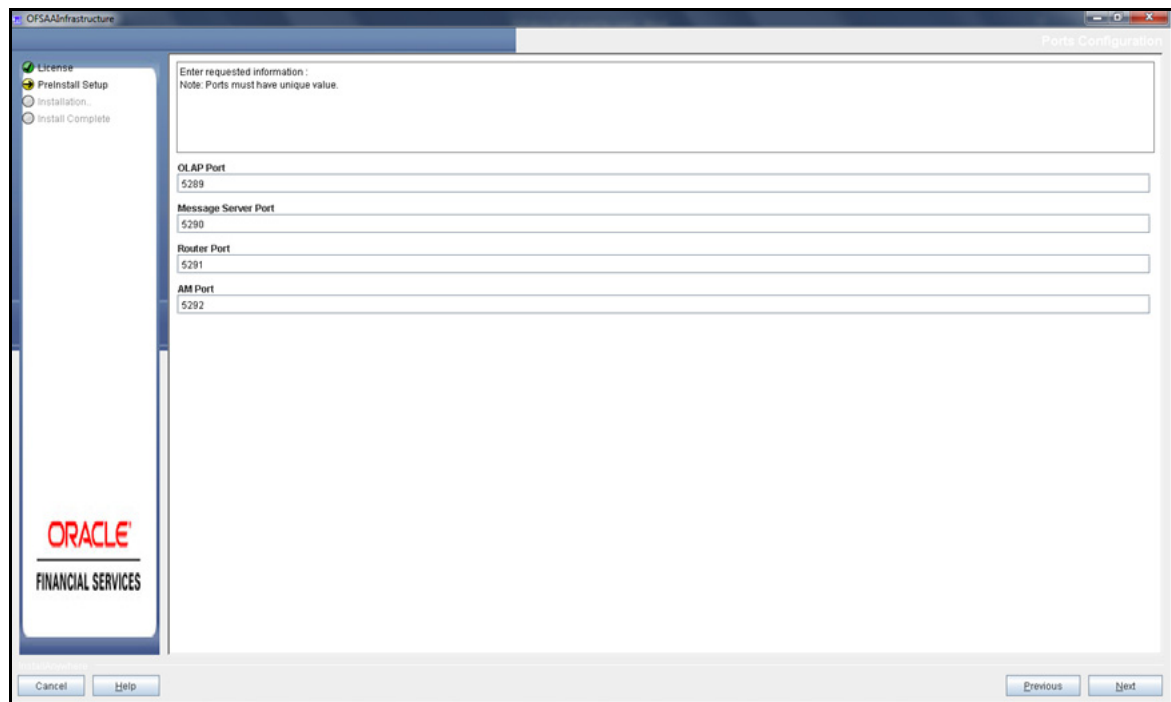 OFSAAInfrastructure
Ports Configuration
License
PreInstall Setup
Installation..
Install Complete
Enter requested information :
Note: Ports must have unique value.
OLAP Port
5289
Message Server Port
5290
Router Port
5291
AM Port
5292
ORACLE®
FINANCIAL SERVICES
Cancel
Help
Previous
Next